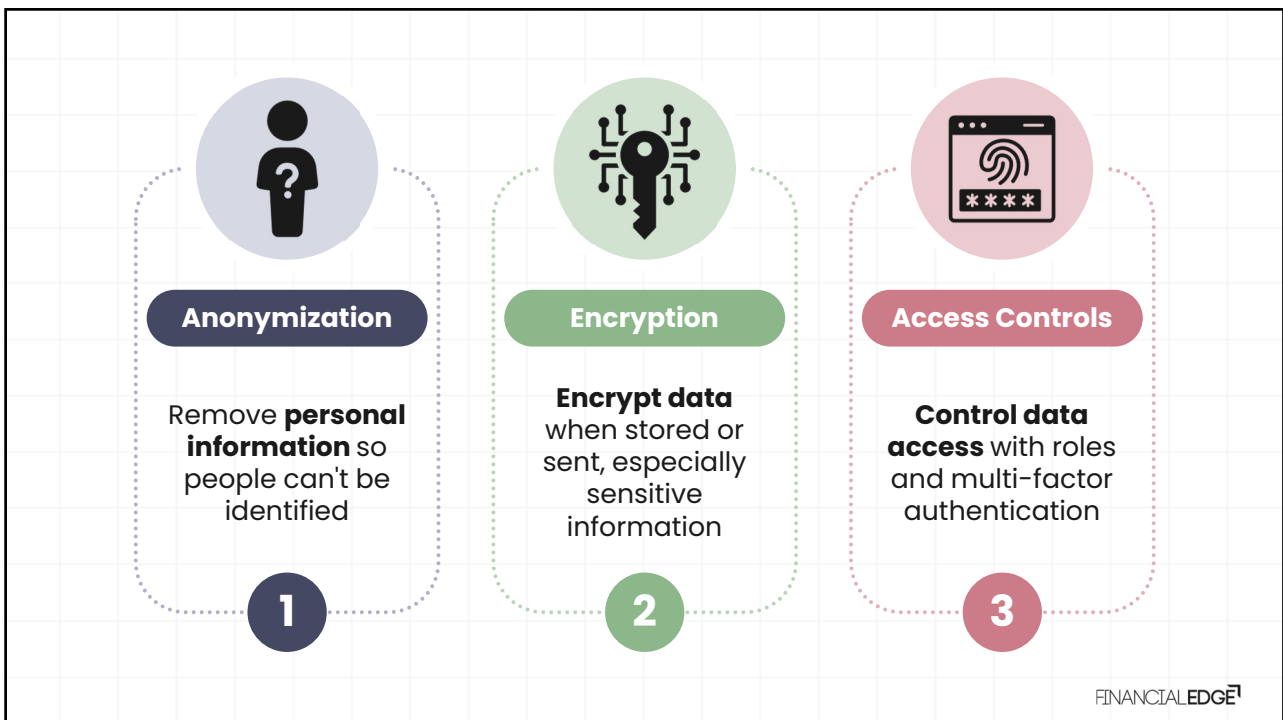 ?
* * * *
Anonymization
Remove personal
information so
people can't be
identified
1
Encryption
Encrypt data
when stored or
sent, especially
sensitive
information
2
Access Controls
Control data
access with roles
and multi-factor
authentication
3
FINANCIALEDGE